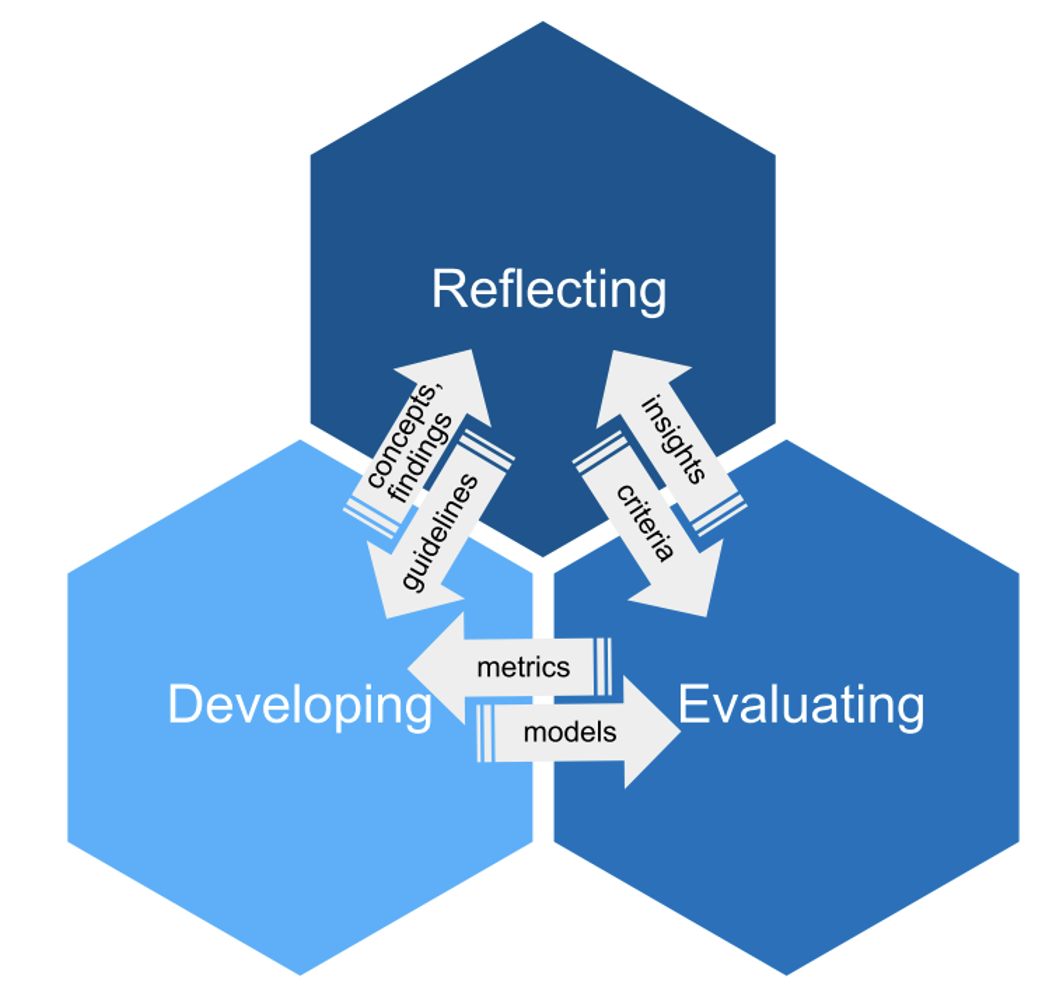 Reflecting
concepts,
findings
guidelines
insights
criteria
metrics
models
Developing
Evaluating